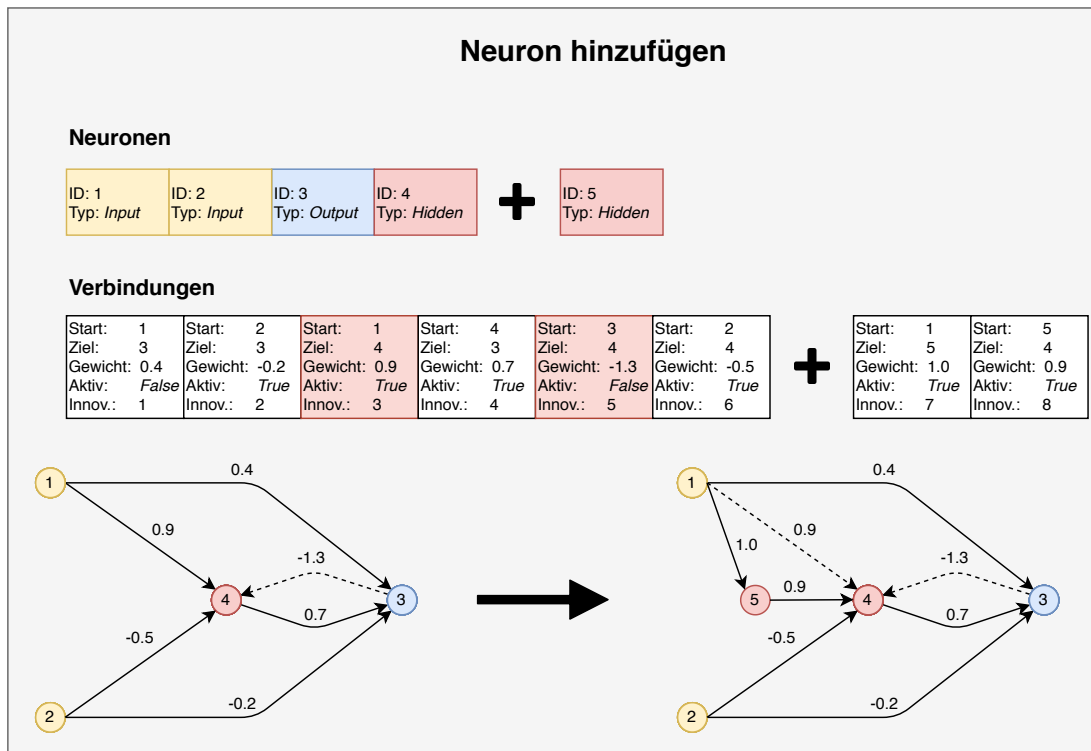 Neuron hinzufügen
Neuronen
ID: 1 ID: 2 ID: 3 ID: 4 ID: 5
Typ: Input Typ: Input Typ: Output Typ: Hidden Typ: Hidden
Verbindungen
Start: 1 Start: 2 Start: 1 Start: 4 Start: 3 Start: 2 Start: 1 Start: 5
Ziel: 3 Ziel: 3 Ziel: 4 Ziel: 3 Ziel: 4 Ziel: 4 Ziel: 5 Ziel: 4
Gewicht: 0.4 Gewicht: -0.2 Gewicht: 0.9 Gewicht: 0.7 Gewicht: -1.3 Gewicht: -0.5 Gewicht: 1.0 Gewicht: 0.9
Aktiv: False Aktiv: True Aktiv: True Aktiv: True Aktiv: False Aktiv: True Aktiv: True Aktiv: True
Innov.: 1 Innov.: 2 Innov.: 3 Innov.: 4 Innov.: 5 Innov.: 6 Innov.: 7 Innov.: 8
1
0.4
0.9
-1.3
4
3
0.7
-0.5
-0.2
2
1
0.4
0.9
1.0
-1.3
5
0.9
4
3
0.7
-0.5
-0.2
2